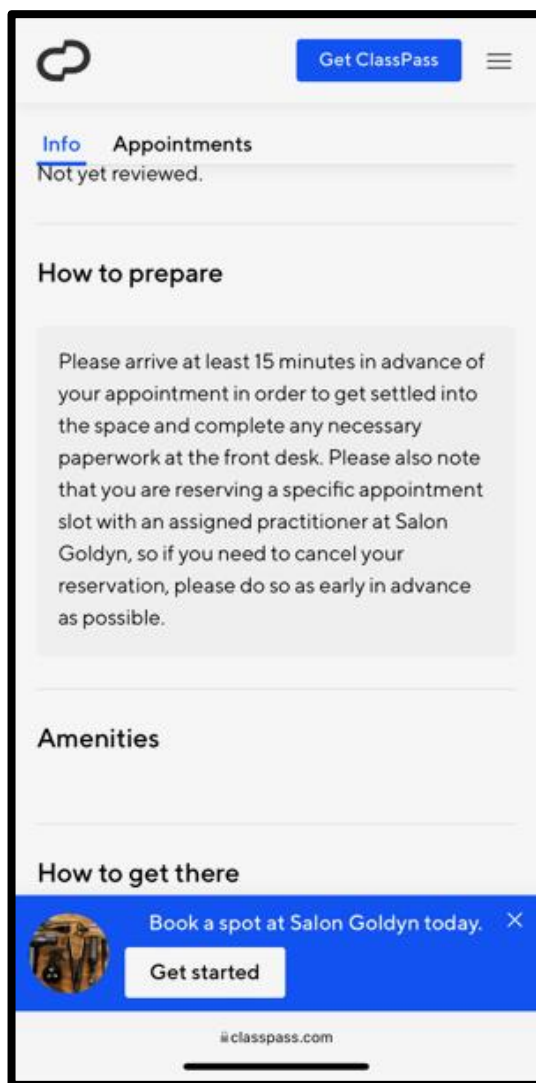 Get ClassPass
Info Appointments
Not yet reviewed.
How to prepare
Please arrive at least 15 minutes in advance of
your appointment in order to get settled into
the space and complete any necessary
paperwork at the front desk. Please also note
that you are reserving a specific appointment
slot with an assigned practitioner at Salon
Goldyn, so if you need to cancel your
reservation, please do so as early in advance
as possible.
Amenities
How to get there
Book a spot at Salon Goldyn today.
Get started
classpass.com